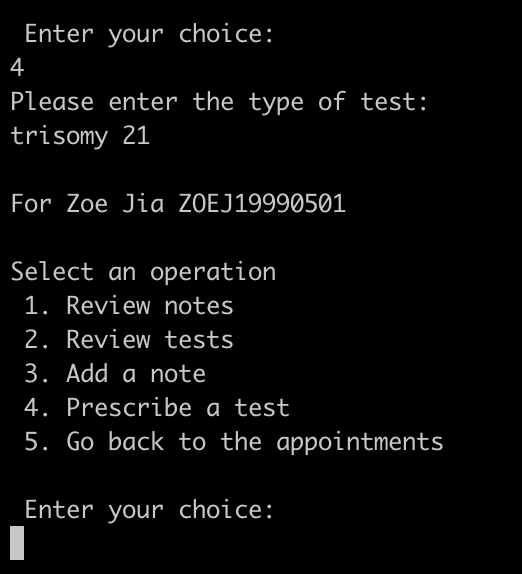 Enter your choice:
4
Please enter the type of test:
trisomy 21
For Zoe Jia ZOEJ19990501
Select an operation
1. Review notes
2. Review tests
3. Add a note
4. Prescribe a test
5. Go back to the appointments
Enter your choice: